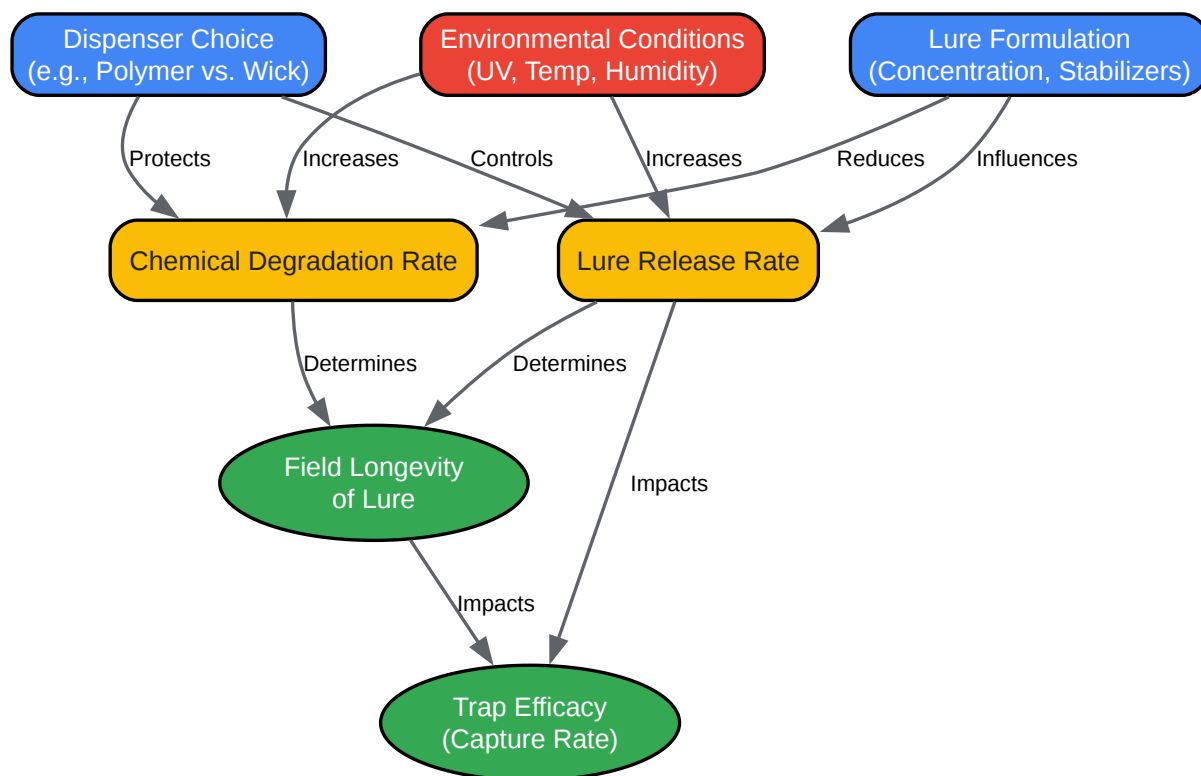 Dispenser Choice
(e.g., Polymer vs. Wick)
Environmental Conditions
(UV, Temp, Humidity)
Lure Formulation
(Concentration, Stabilizers)
Protects
Increases
Controls
Increases
Reduces
Influences
Chemical Degradation Rate
Lure Release Rate
Determines
Determines
Field Longevity
of Lure
Impacts
Impacts
Trap Efficacy
(Capture Rate)